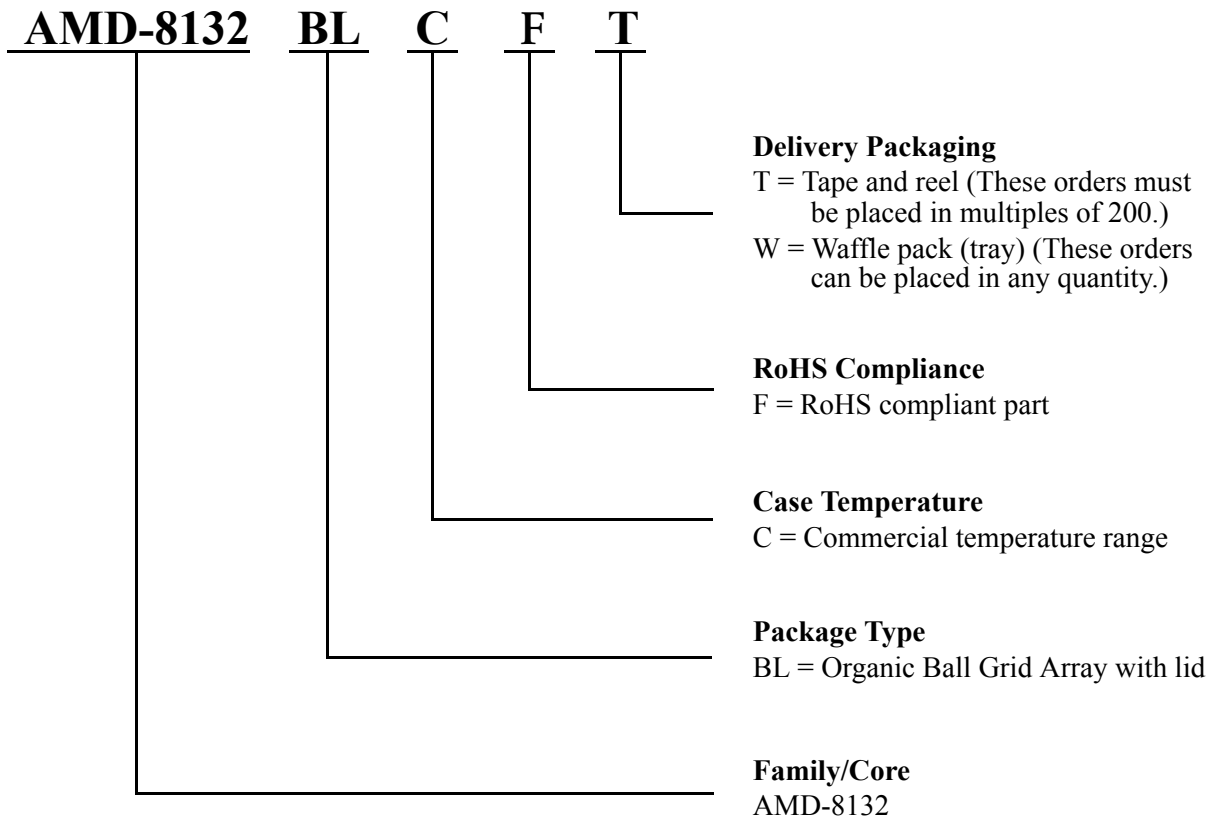 AMD-8132 BL C F T
Delivery Packaging
T = Tape and reel (These orders must
be placed in multiples of 200.)
W = Waffle pack (tray) (These orders
can be placed in any quantity.)
RoHS Compliance
F = RoHS compliant part
Case Temperature
C = Commercial temperature range
Package Type
BL = Organic Ball Grid Array with lid
Family/Core
AMD-8132